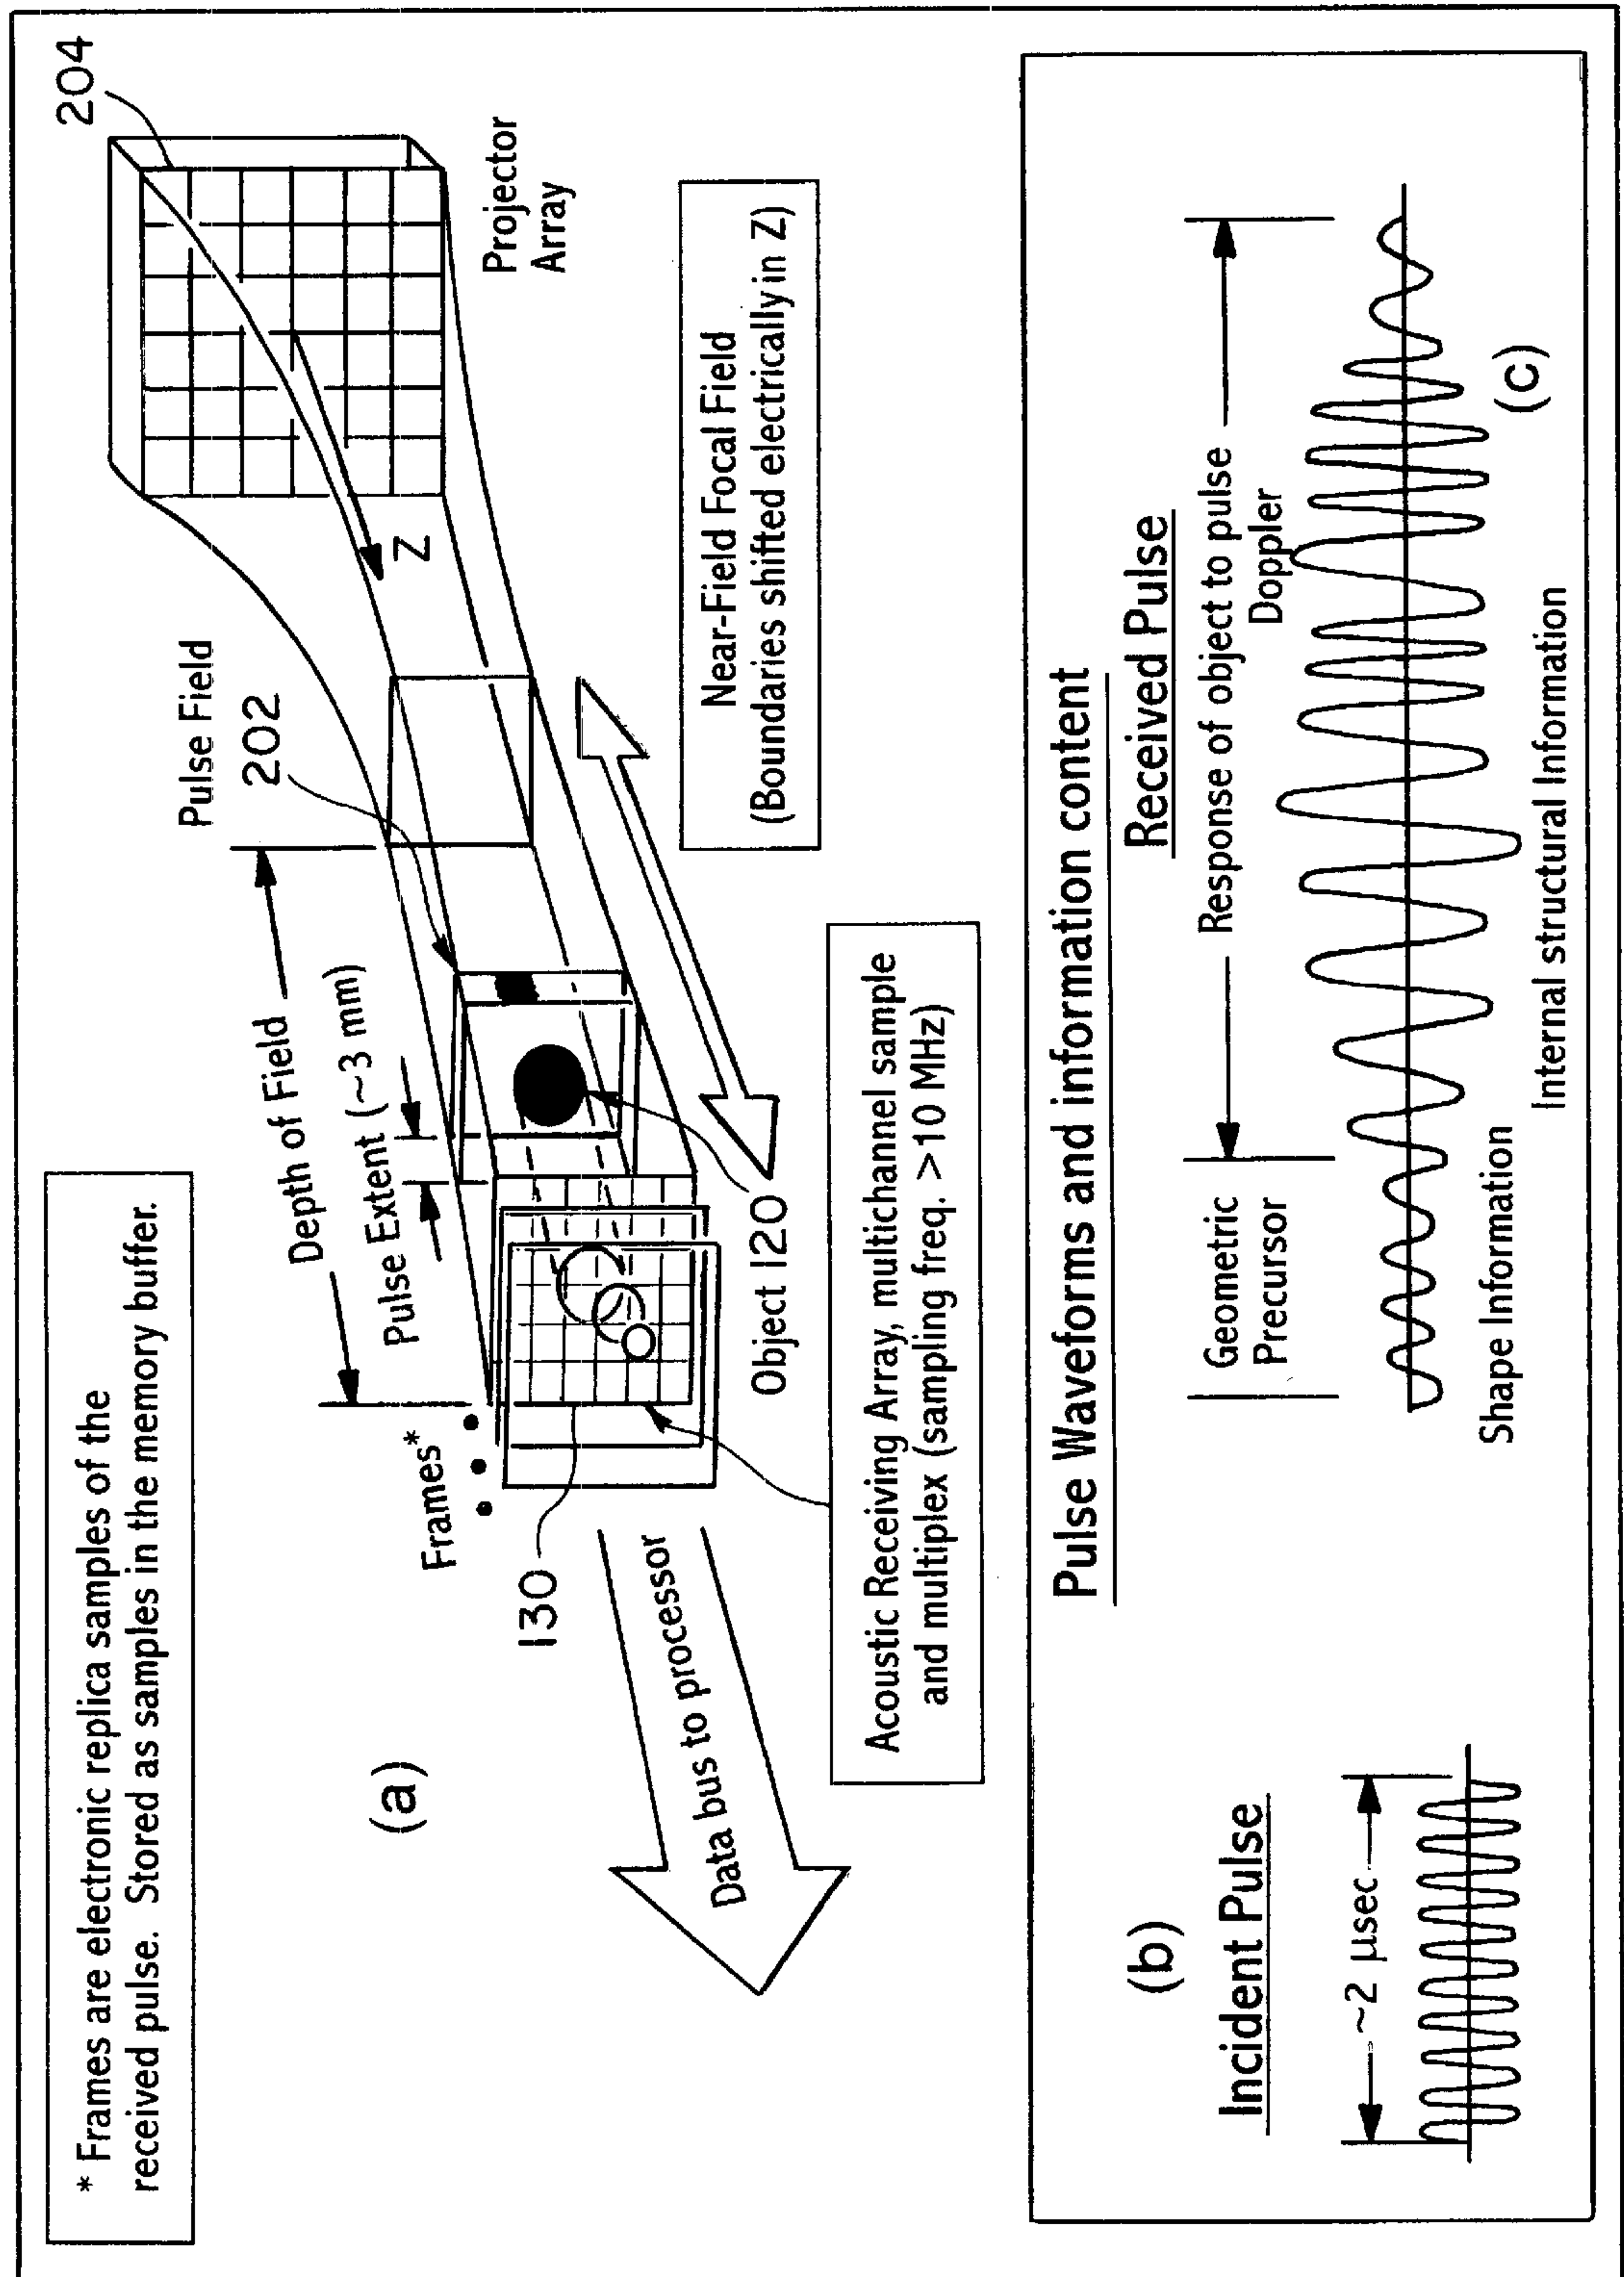 * Frames are electronic replica samples of the
received pulse. Stored as samples in the memory buffer.
(a)
Frames*
130
Data bus to processor
Depth of Field
Pulse Extent (~3 mm)
Pulse Field
202
204
Z
Projector
Array
Object 120
Near-Field Focal Field
(Boundaries shifted electrically in Z)
Acoustic Receiving Array, multichannel sample
and multiplex (sampling freq. >10 MHz)
Pulse Waveforms and information content
(b)
Incident Pulse
~2 μsec
Received Pulse
Geometric
Precursor
Response of object to pulse
Doppler
Shape Information
Internal structural Information
(c)